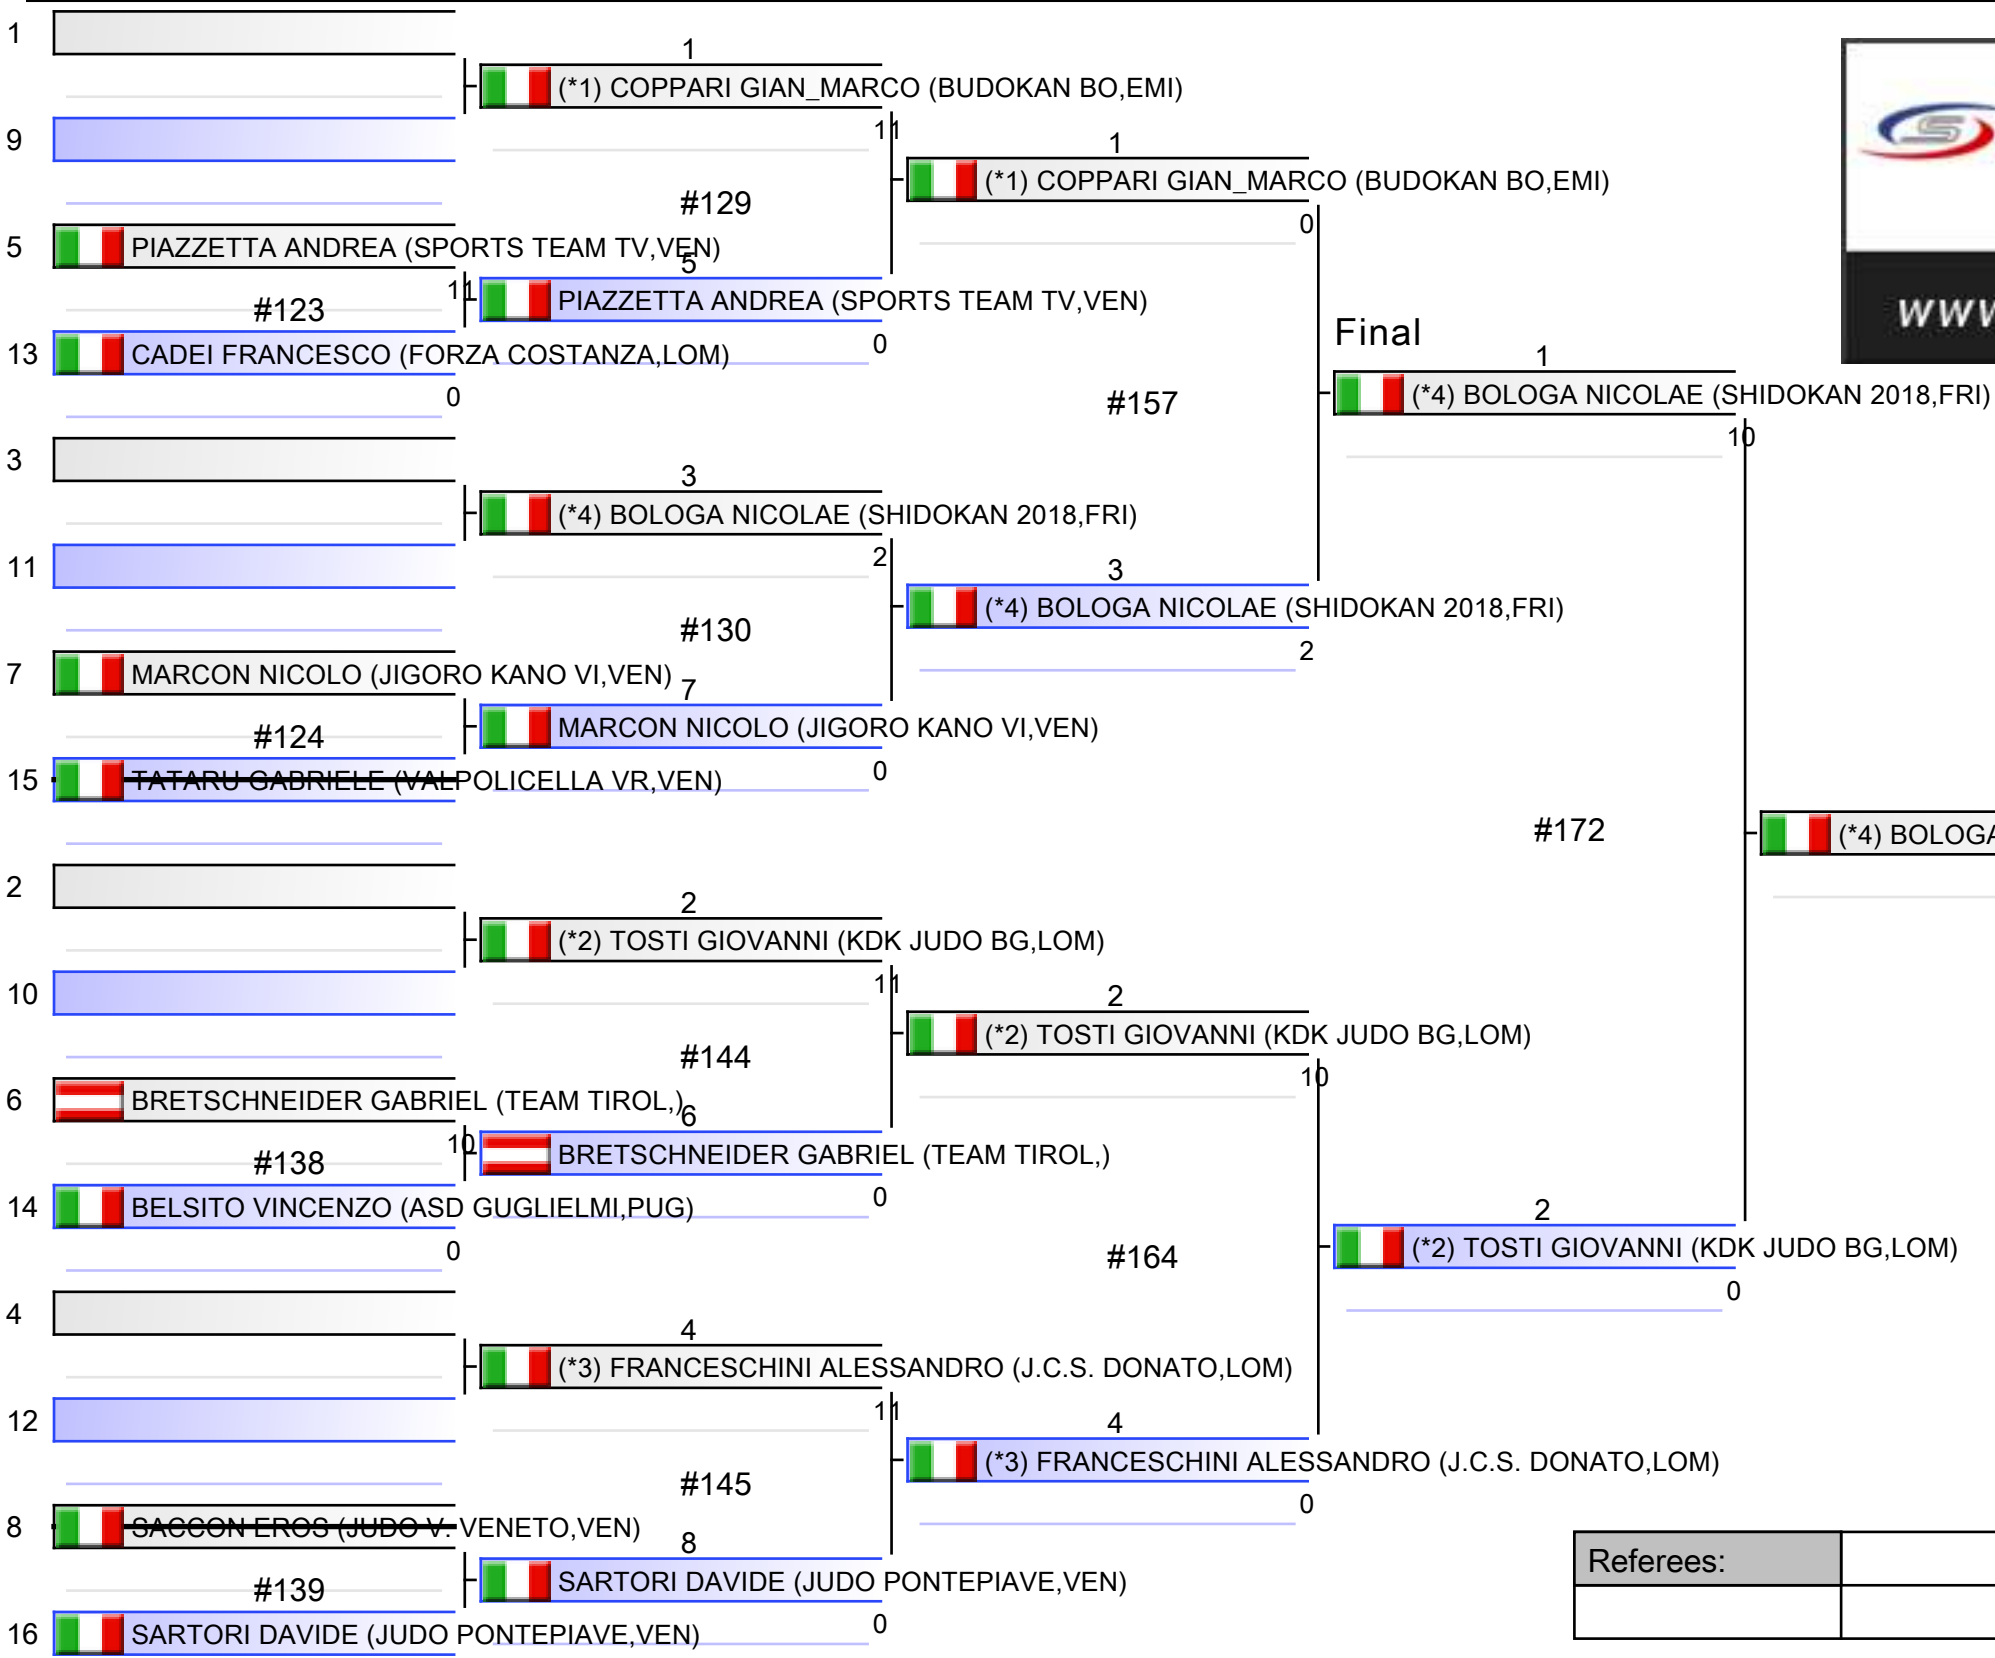 1
1
(*1) COPPARI GIAN_MARCO (BUDOKAN BO,EMI)
9
11
1
(*1) COPPARI GIAN_MARCO (BUDOKAN BO,EMI)
#129
0
5
PIAZZETTA ANDREA (SPORTS TEAM TV,VEN)
5
#123
11
PIAZZETTA ANDREA (SPORTS TEAM TV,VEN)
www
Final
13
CADEI FRANCESCO (FORZA COSTANZA,LOM)
0
1
0
#157
(*4) BOLOGA NICOLAE (SHIDOKAN 2018,FRI)
10
3
3
(*4) BOLOGA NICOLAE (SHIDOKAN 2018,FRI)
11
2
3
(*4) BOLOGA NICOLAE (SHIDOKAN 2018,FRI)
#130
2
7
MARCON NICOLO (JIGORO KANO VI,VEN)
7
#124
MARCON NICOLO (JIGORO KANO VI,VEN)
15
TATARU GABRIELE (VALPOLICELLA VR,VEN)
0
#172
(*4) BOLOGA
2
2
(*2) TOSTI GIOVANNI (KDK JUDO BG,LOM)
10
11
2
(*2) TOSTI GIOVANNI (KDK JUDO BG,LOM)
#144
10
6
BRETSCHNEIDER GABRIEL (TEAM TIROL,)
6
#138
10
BRETSCHNEIDER GABRIEL (TEAM TIROL,)
14
BELSITO VINCENZO (ASD GUGLIELMI,PUG)
0
2
0
#164
(*2) TOSTI GIOVANNI (KDK JUDO BG,LOM)
0
4
4
(*3) FRANCESCHINI ALESSANDRO (J.C.S. DONATO,LOM)
12
11
4
(*3) FRANCESCHINI ALESSANDRO (J.C.S. DONATO,LOM)
#145
0
8
SACCON EROS (JUDO V. VENETO,VEN)
8
Referees:
#139
SARTORI DAVIDE (JUDO PONTEPIAVE,VEN)
16
SARTORI DAVIDE (JUDO PONTEPIAVE,VEN)
0